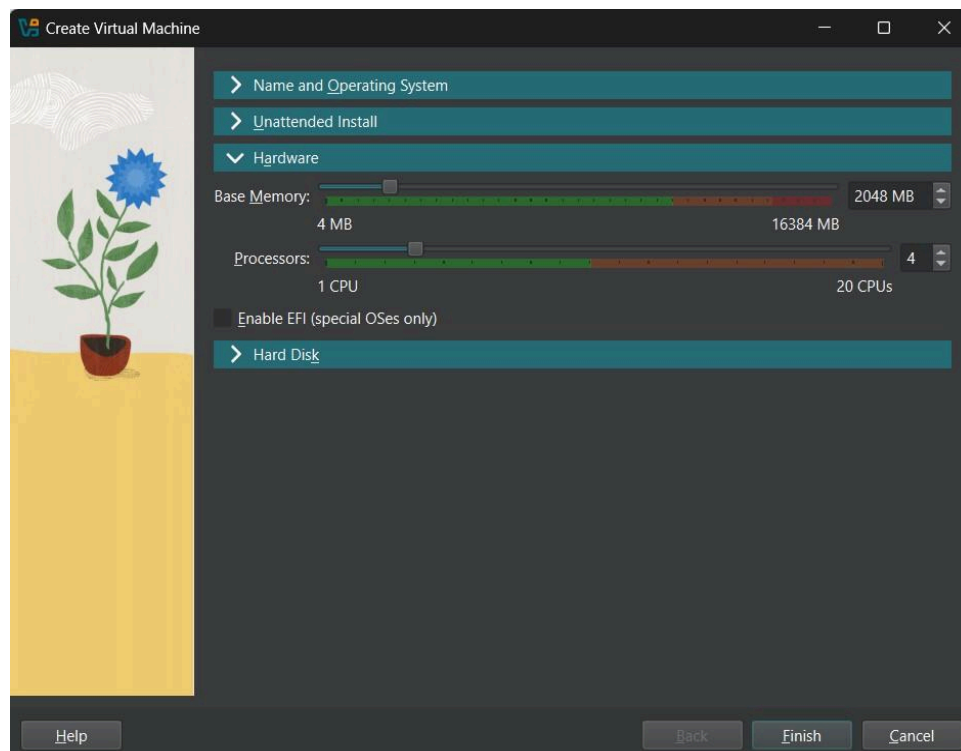 Create Virtual Machine
Name and Operating System
Unattended Install
Hardware
Base Memory: 2048 MB
4 MB 16384 MB
Processors: 4
1 CPU 20 CPUs
Enable EFI (special OSes only)
Hard Disk
Help Back Finish Cancel